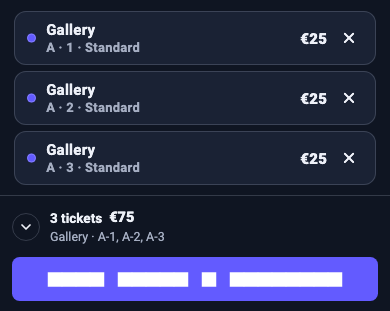 Gallery
A · 1 · Standard
€25
Gallery
A · 2 · Standard
€25
Gallery
A · 3 · Standard
€25
3 tickets €75
Gallery · A-1, A-2, A-3